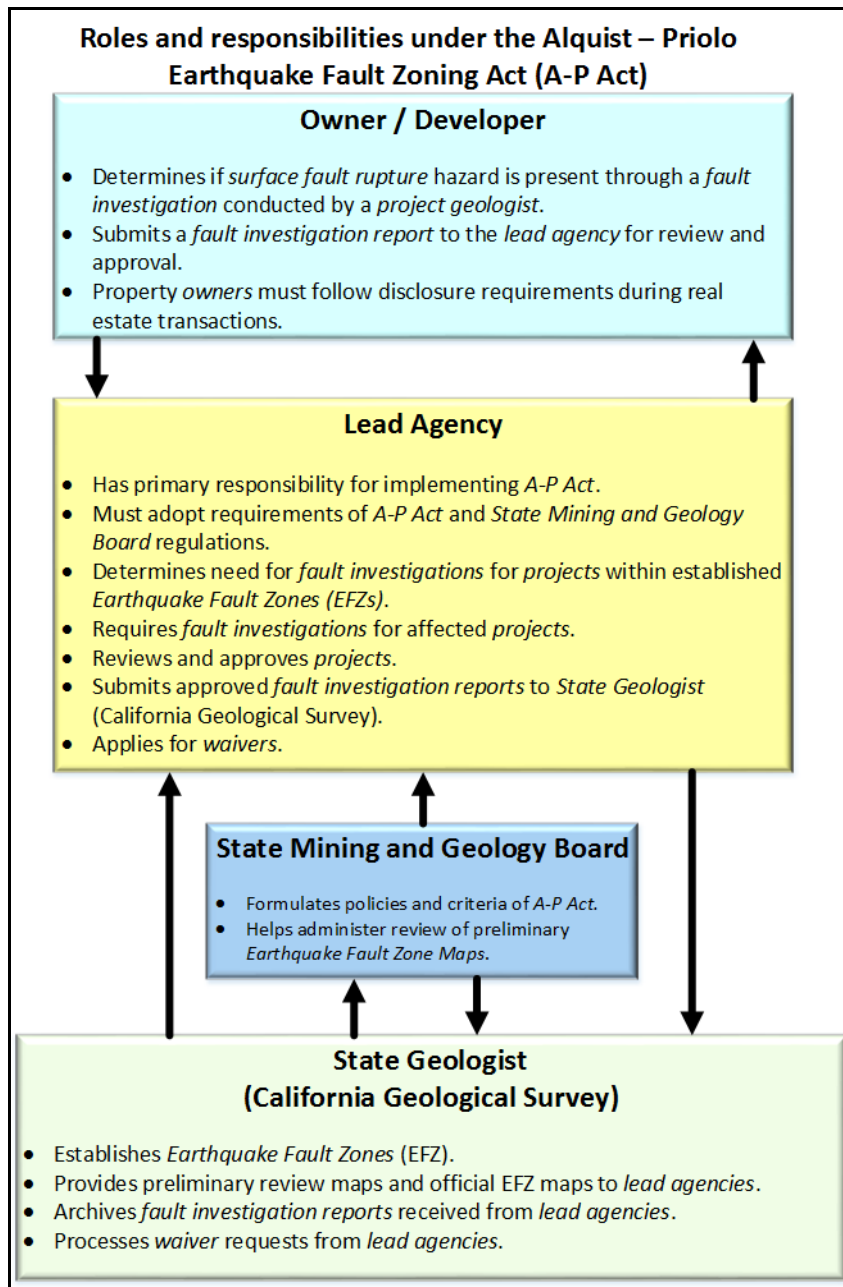 Roles and responsibilities under the Alquist – Priolo
Earthquake Fault Zoning Act (A-P Act)
Owner / Developer
• Determines if surface fault rupture hazard is present through a fault
investigation conducted by a project geologist.
• Submits a fault investigation report to the lead agency for review and
approval.
• Property owners must follow disclosure requirements during real
estate transactions.
Lead Agency
• Has primary responsibility for implementing A-P Act.
• Must adopt requirements of A-P Act and State Mining and Geology
Board regulations.
• Determines need for fault investigations for projects within established
Earthquake Fault Zones (EFZs).
• Requires fault investigations for affected projects.
• Reviews and approves projects.
• Submits approved fault investigation reports to State Geologist
(California Geological Survey).
• Applies for waivers.
State Mining and Geology Board
• Formulates policies and criteria of A-P Act.
• Helps administer review of preliminary
Earthquake Fault Zone Maps.
State Geologist
(California Geological Survey)
• Establishes Earthquake Fault Zones (EFZ).
• Provides preliminary review maps and official EFZ maps to lead agencies.
• Archives fault investigation reports received from lead agencies.
• Processes waiver requests from lead agencies.